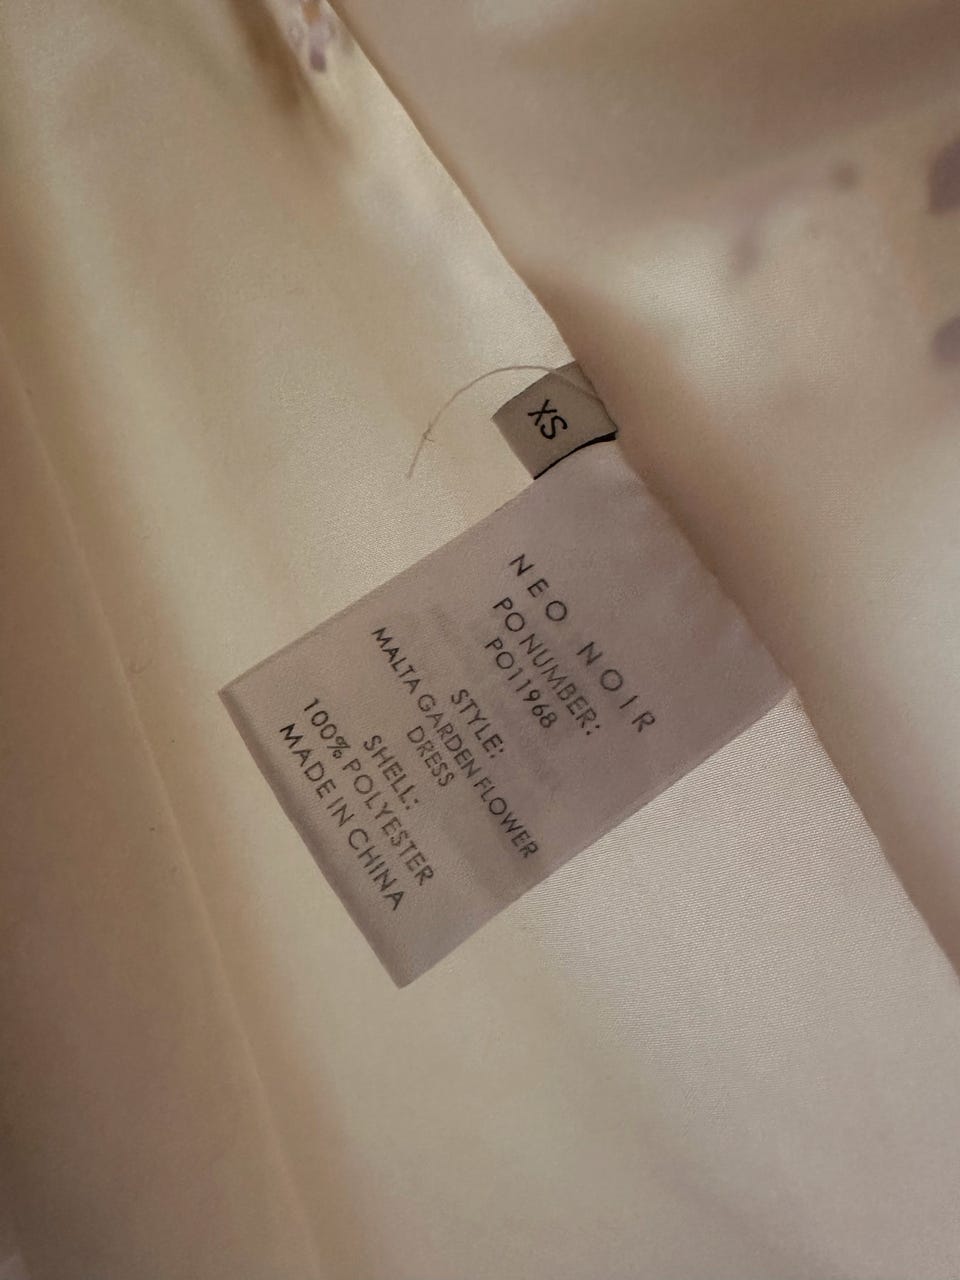 XS
NEO NOIR
PO NUMBER:
PO11968
STYLE:
MALTA GARDEN FLOWER
DRESS
SHELL:
100% POLYESTER
MADE IN CHINA